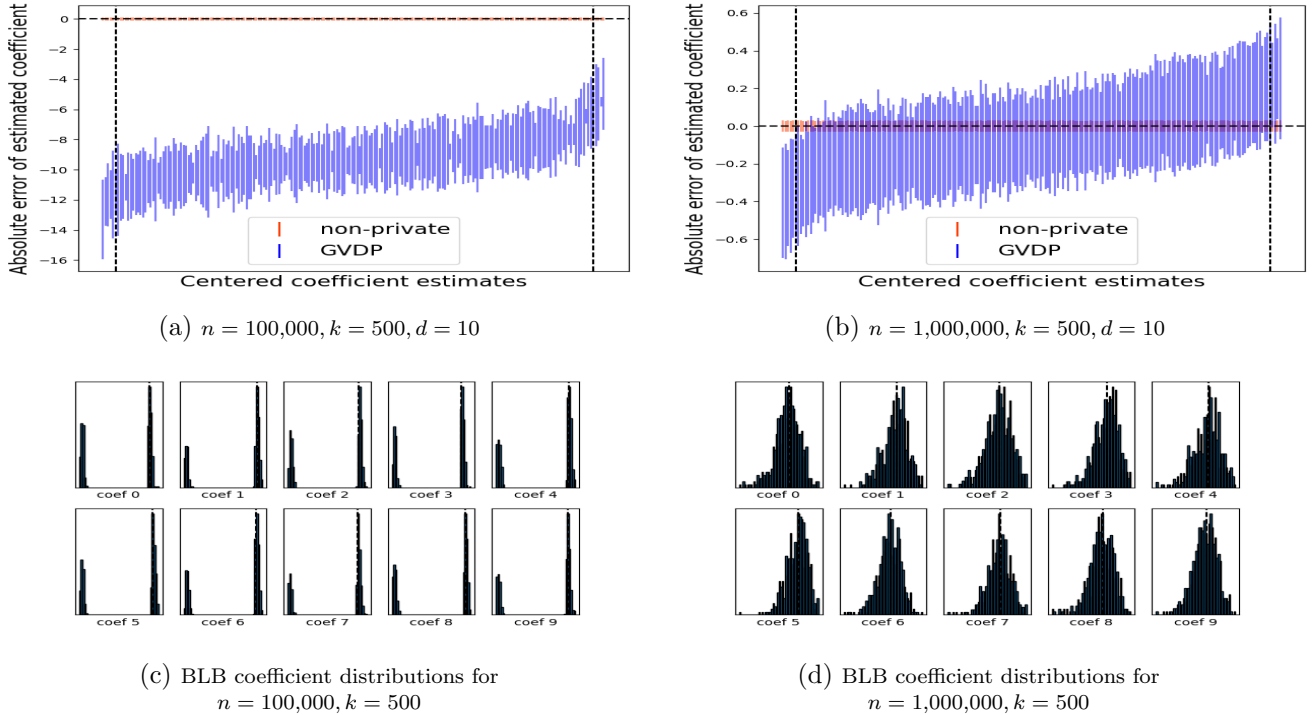 Absolute error of estimated coefficient
0
−2
−4
−6
−8
−10
−12
−14
−16
non-private
GVDP
Centered coefficient estimates
(a) n = 100,000, k = 500, d = 10
Absolute error of estimated coefficient
0.6
0.4
0.2
0.0
−0.2
−0.4
−0.6
non-private
GVDP
Centered coefficient estimates
(b) n = 1,000,000, k = 500, d = 10
coef 0 coef 1 coef 2 coef 3 coef 4
coef 5 coef 6 coef 7 coef 8 coef 9
(c) BLB coefficient distributions for
n = 100,000, k = 500
coef 0 coef 1 coef 2 coef 3 coef 4
coef 5 coef 6 coef 7 coef 8 coef 9
(d) BLB coefficient distributions for
n = 1,000,000, k = 500